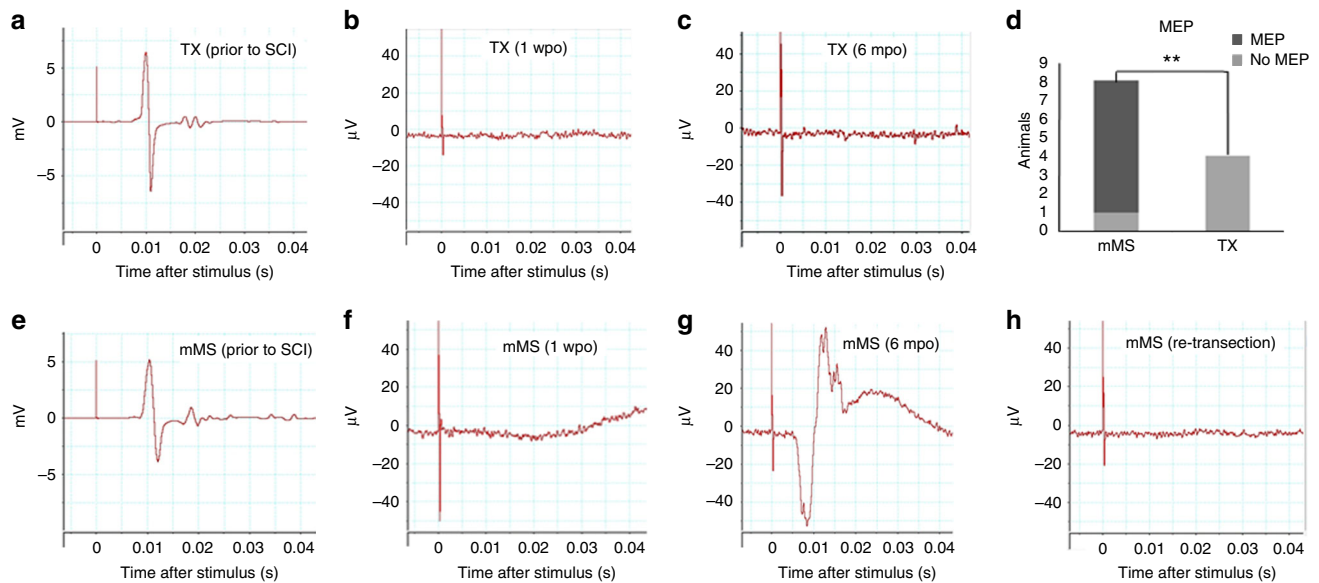 a
TX (prior to SCI)
mV
5
0
–5
0 0.01 0.02 0.03 0.04
Time after stimulus (s)
b
TX (1 wpo)
µV
40
20
0
–20
–40
0 0.01 0.02 0.03 0.04
Time after stimulus (s)
c
TX (6 mpo)
µV
40
20
0
–20
–40
0 0.01 0.02 0.03 0.04
Time after stimulus (s)
d
MEP
MEP
No MEP
**
Animals
9
8
7
6
5
4
3
2
1
0
mMS TX
e
mMS (prior to SCI)
mV
5
0
–5
0 0.01 0.02 0.03 0.04
Time after stimulus (s)
f
mMS (1 wpo)
µV
40
20
0
–20
–40
0 0.01 0.02 0.03 0.04
Time after stimulus (s)
g
mMS (6 mpo)
µV
40
20
0
–20
–40
0 0.01 0.02 0.03 0.04
Time after stimulus (s)
h
mMS (re-transection)
µV
40
20
0
–20
–40
0 0.01 0.02 0.03 0.04
Time after stimulus (s)